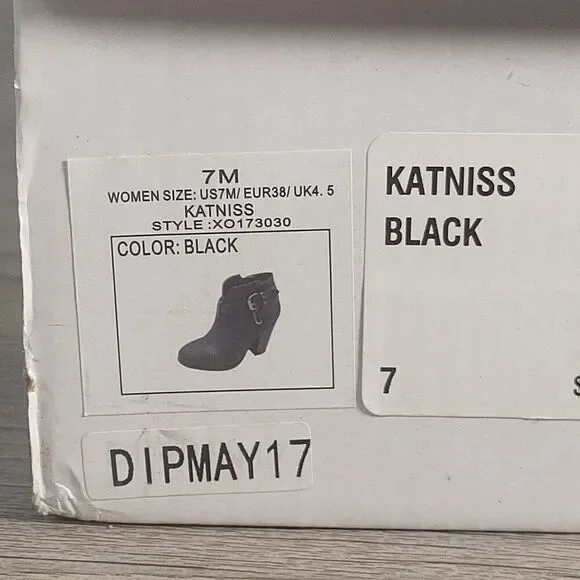 7M
WOMEN SIZE: US7M/ EUR38/ UK4. 5
KATNISS
STYLE :XO173030
COLOR: BLACK
KATNISS
BLACK
7
DIPMAY17